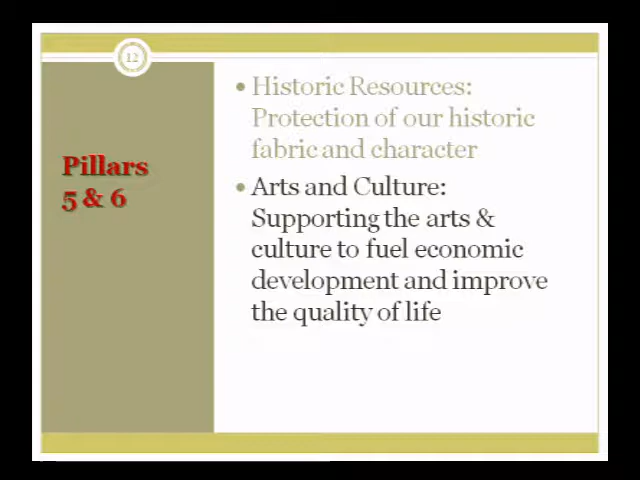 12
Pillars
5 & 6
• Historic Resources:
Protection of our historic
fabric and character
• Arts and Culture:
Supporting the arts &
culture to fuel economic
development and improve
the quality of life